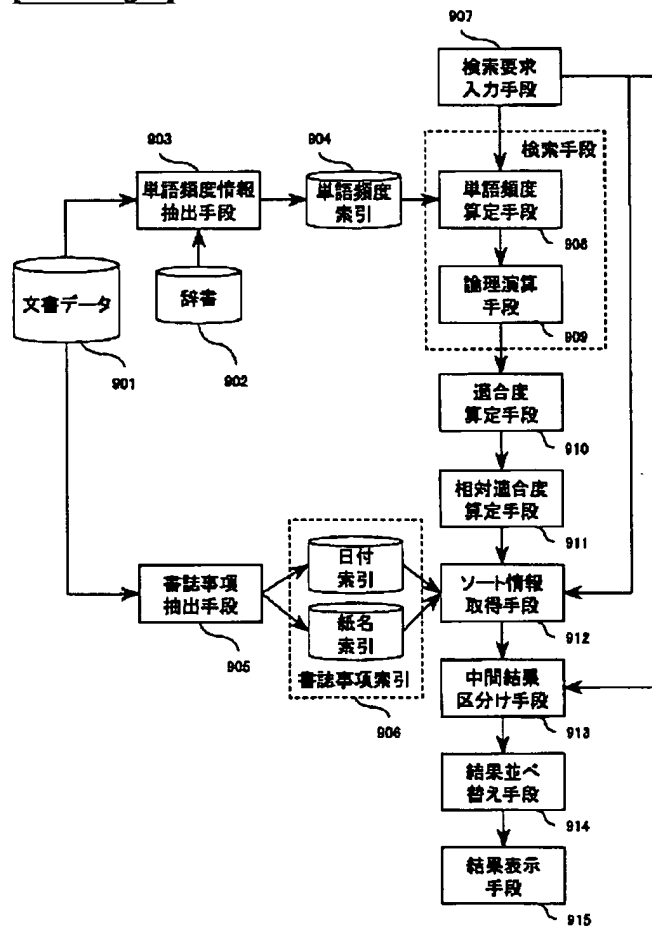 907
検索要求
入力手段
検索手段
903
単語頻度情報
抽出手段
904
単語頻度
索引
単語頻度
算定手段
908
文書データ
901
辞書
902
論理演算
手段
909
適合度
算定手段
910
相対適合度
算定手段
911
書誌事項
抽出手段
905
日付
索引
紙名
索引
書誌事項索引
906
ソート情報
取得手段
912
中間結果
区分け手段
913
結果並べ
替え手段
914
結果表示
手段
915